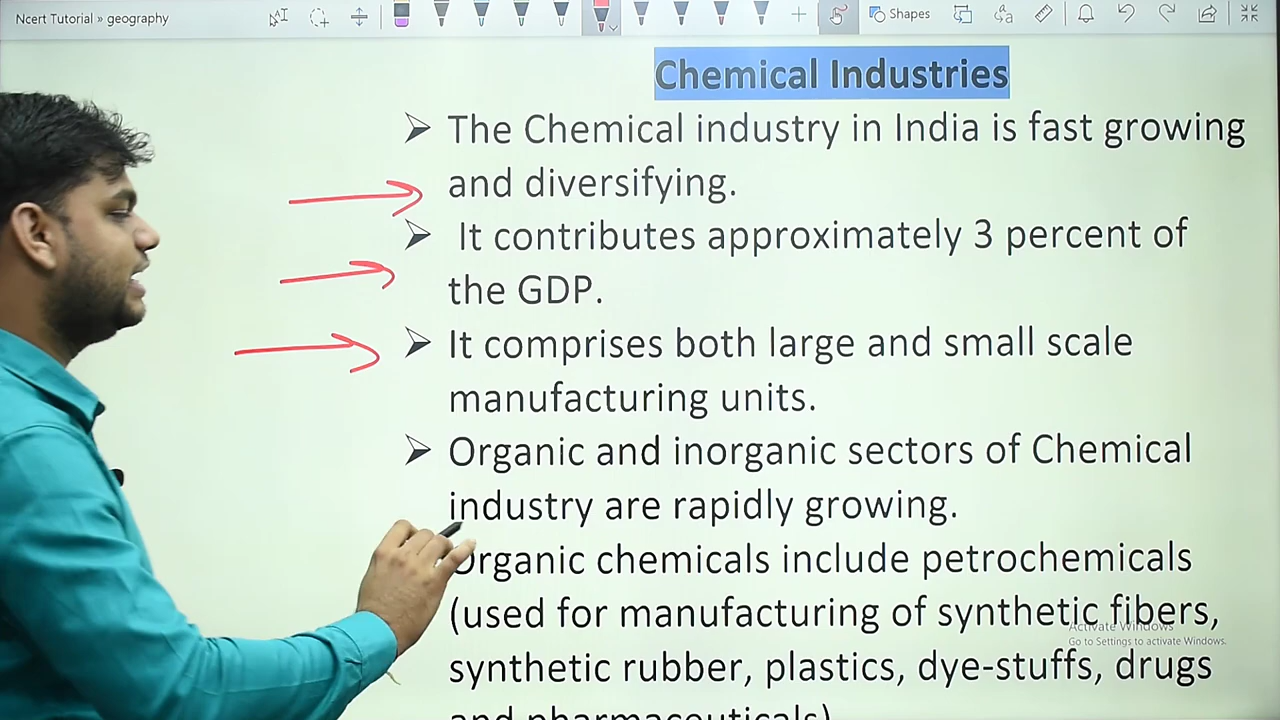 Ncert Tutorial » geography
Shapes
Chemical Industries
➢ The Chemical industry in India is fast growing
and diversifying.
➢ It contributes approximately 3 percent of
the GDP.
➢ It comprises both large and small scale
manufacturing units.
➢ Organic and inorganic sectors of Chemical
industry are rapidly growing.
Organic chemicals include petrochemicals
(used for manufacturing of synthetic fibers,
Activate Windows
Go to Settings to activate Windows.
synthetic rubber, plastics, dye-stuffs, drugs
and pharmaceuticals)